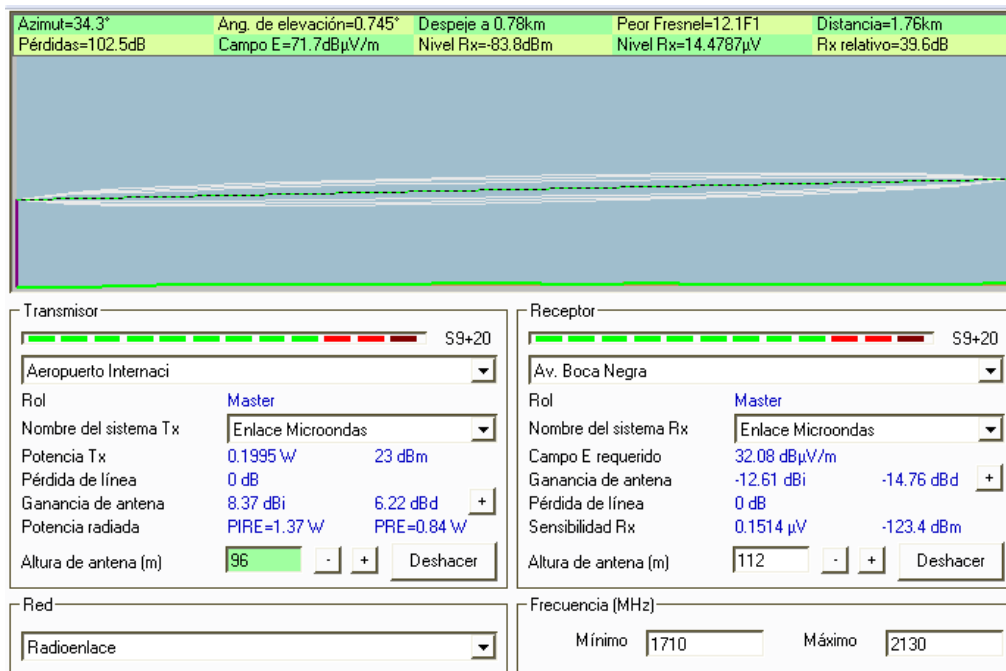 Azimut=34.3° Ang. de elevación=0.745° Despeje a 0.78km Peor Fresnel=12.1F1 Distancia=1.76km
Pérdidas=102.5dB Campo E=71.7dBµV/m Nivel Rx=-83.8dBm Nivel Rx=14.4787µV Rx relativo=39.6dB
Transmisor
S9+20
Aeropuerto Internaci
Rol Master
Nombre del sistema Tx Enlace Microondas
Potencia Tx 0.1995 W 23 dBm
Pérdida de línea 0 dB
Ganancia de antena 8.37 dBi 6.22 dBd +
Potencia radiada PIRE=1.37 W PRE=0.84 W
Altura de antena (m) 96 - + Deshacer
Red
Radioenlace
Receptor
S9+20
Av. Boca Negra
Rol Master
Nombre del sistema Rx Enlace Microondas
Campo E requerido 32.08 dBµV/m
Ganancia de antena -12.61 dBi -14.76 dBd +
Pérdida de línea 0 dB
Sensibilidad Rx 0.1514 µV -123.4 dBm
Altura de antena (m) 112 - + Deshacer
Frecuencia (MHz)
Mínimo 1710 Máximo 2130